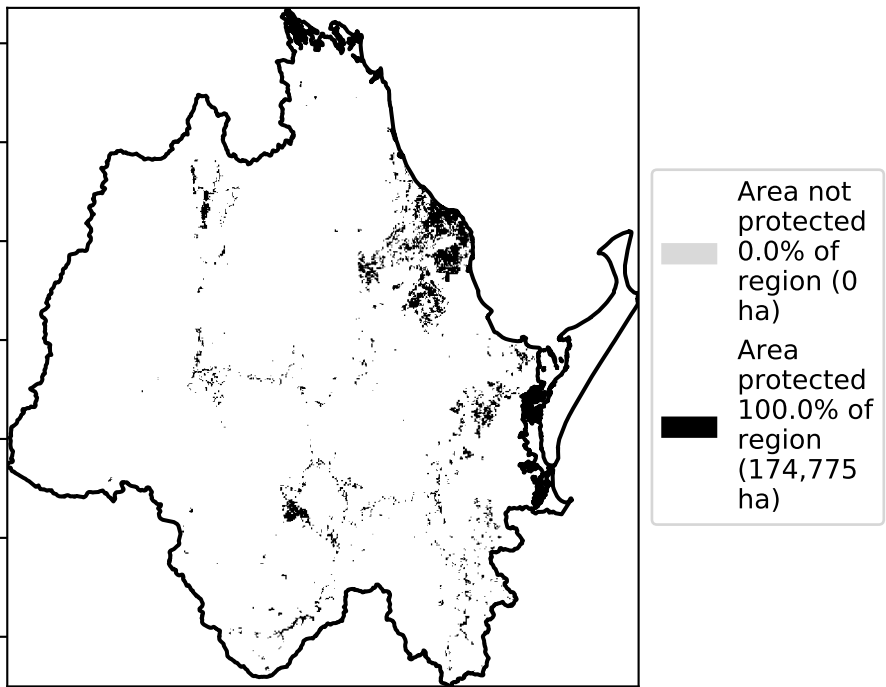 Area not
protected
0.0% of
region (0
ha)
Area
protected
100.0% of
region
(174,775
ha)